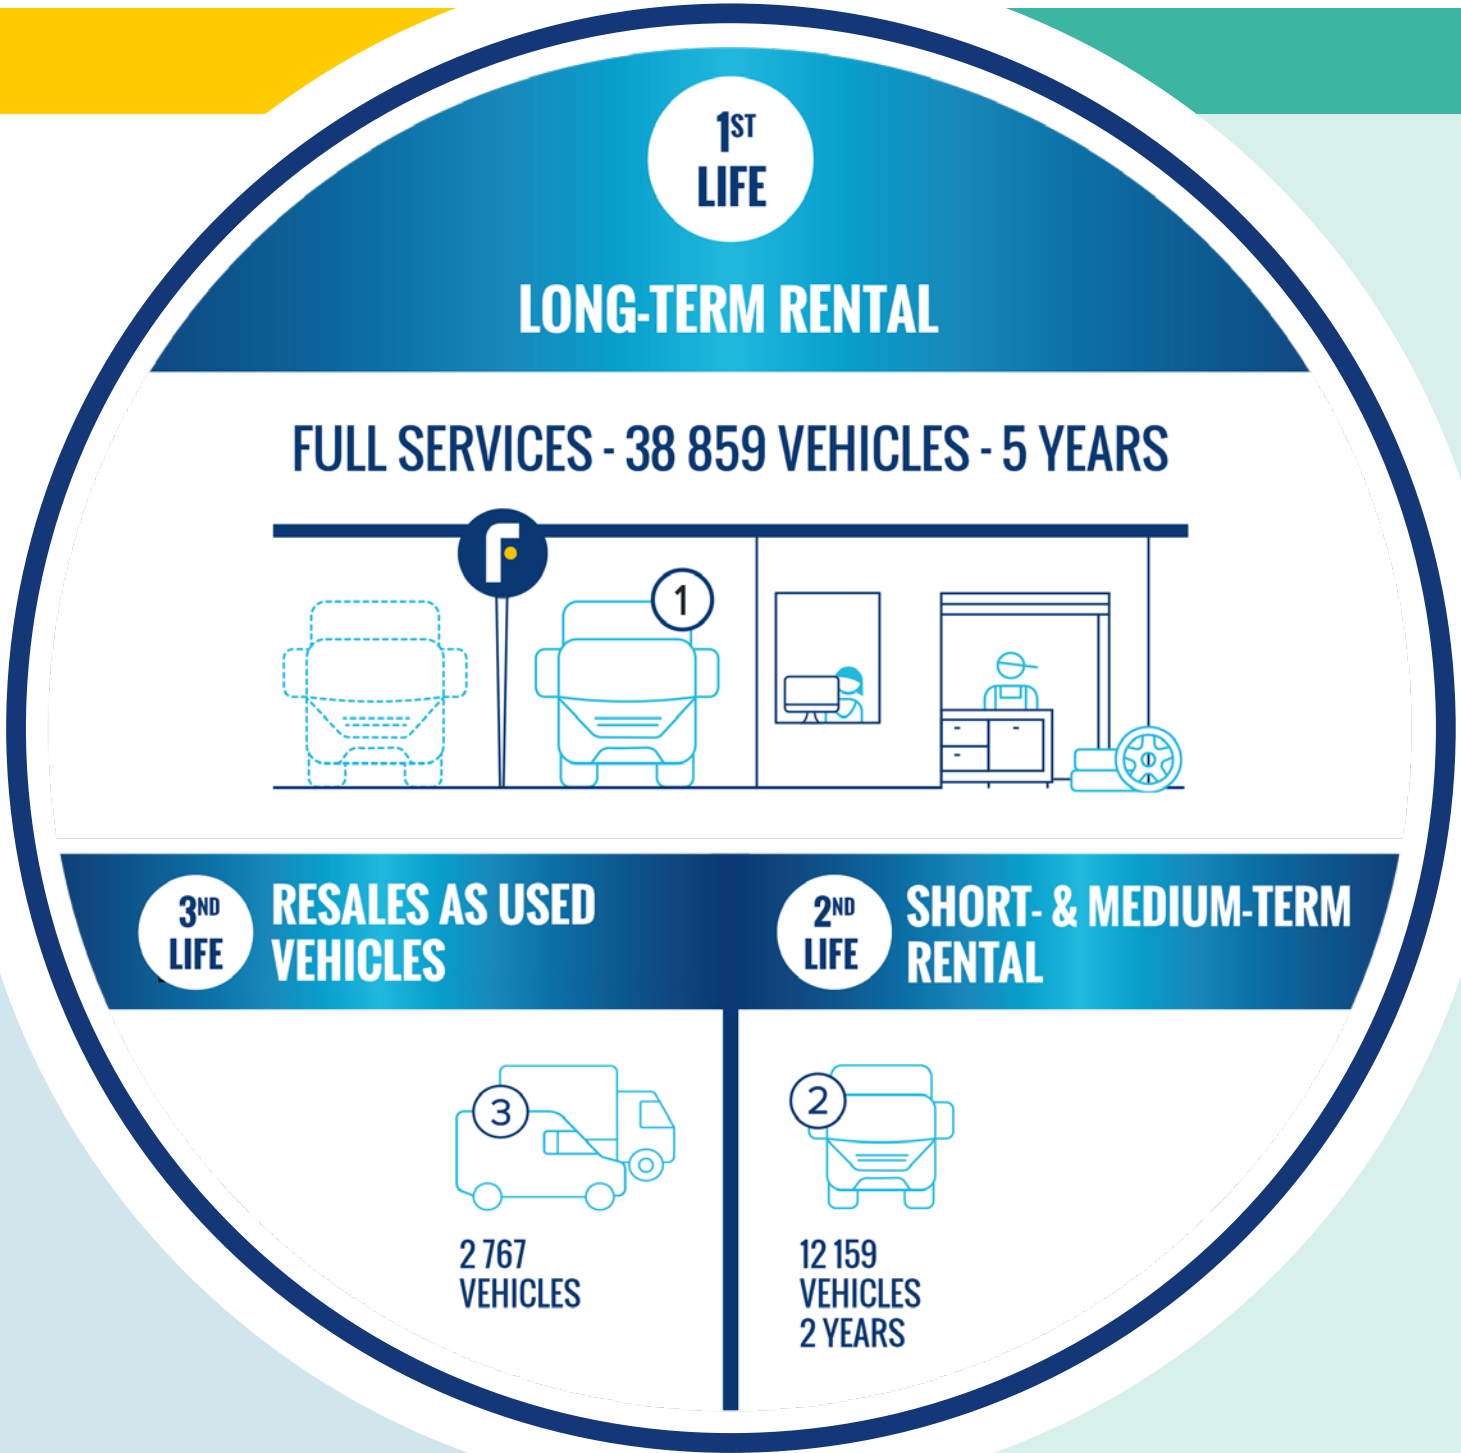 1ST
LIFE
LONG-TERM RENTAL
FULL SERVICES - 38 859 VEHICLES - 5 YEARS
1
3ND
LIFE
RESALES AS USED
VEHICLES
3
2 767
VEHICLES
2ND
LIFE
SHORT- & MEDIUM-TERM
RENTAL
2
12 159
VEHICLES
2 YEARS